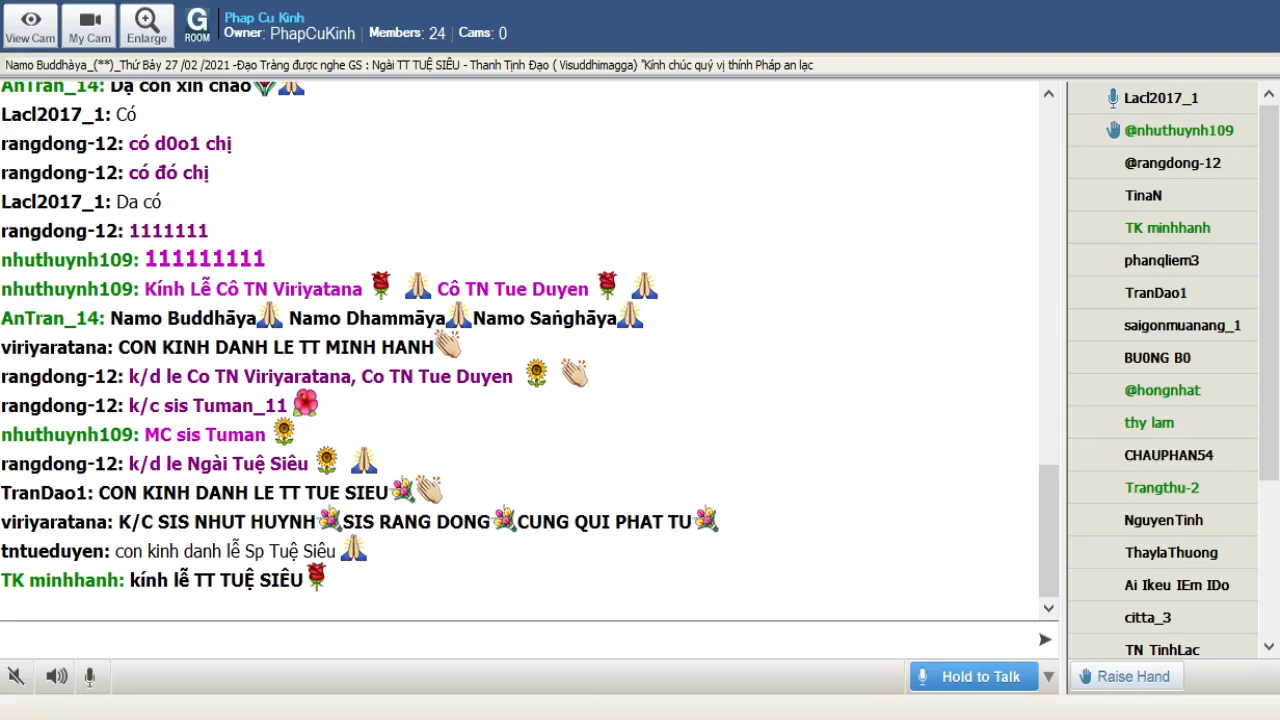 View Cam
My Cam
Enlarge
G
ROOM
Phap Cu Kinh
Owner: PhapCuKinh | Members: 24 | Cams: 0
Namo Buddhàya_(**)_Thứ Bảy 27 /02 /2021 -Đạo Tràng được nghe GS : Ngài TT TUỆ SIÊU - Thanh Tịnh Đạo ( Visuddhimagga) "Kính chúc quý vị thính Pháp an lạc
AnTran_14: Dạ con xin chào
Lacl2017_1: Có
rangdong-12: có d0o1 chị
rangdong-12: có đó chị
Lacl2017_1: Da có
rangdong-12: 1111111
nhuthuynh109: 111111111
nhuthuynh109: Kính Lễ Cô TN Viriyatana Cô TN Tue Duyen
AnTran_14: Namo Buddhāya Namo Dhammāya Namo Saṅghāya
viriyaratana: CON KINH DANH LE TT MINH HANH
rangdong-12: k/d le Co TN Viriyaratana, Co TN Tue Duyen
rangdong-12: k/c sis Tuman_11
nhuthuynh109: MC sis Tuman
rangdong-12: k/d le Ngài Tuệ Siêu
TranDao1: CON KINH DANH LE TT TUE SIEU
viriyaratana: K/C SIS NHUT HUYNH SIS RANG DONG CUNG QUI PHAT TU
tntueduyen: con kinh danh lễ Sp Tuệ Siêu
TK minhhanh: kính lễ TT TUỆ SIÊU
Hold to Talk
Lacl2017_1
@nhuthuynh109
@rangdong-12
TinaN
TK minhhanh
phanqliem3
TranDao1
saigonmuanang_1
BU0NG B0
@hongnhat
thy lam
CHAUPHAN54
Trangthu-2
NguyenTinh
ThaylaThuong
Ai Ikeu IEm IDo
citta_3
TN TinhLac
Raise Hand